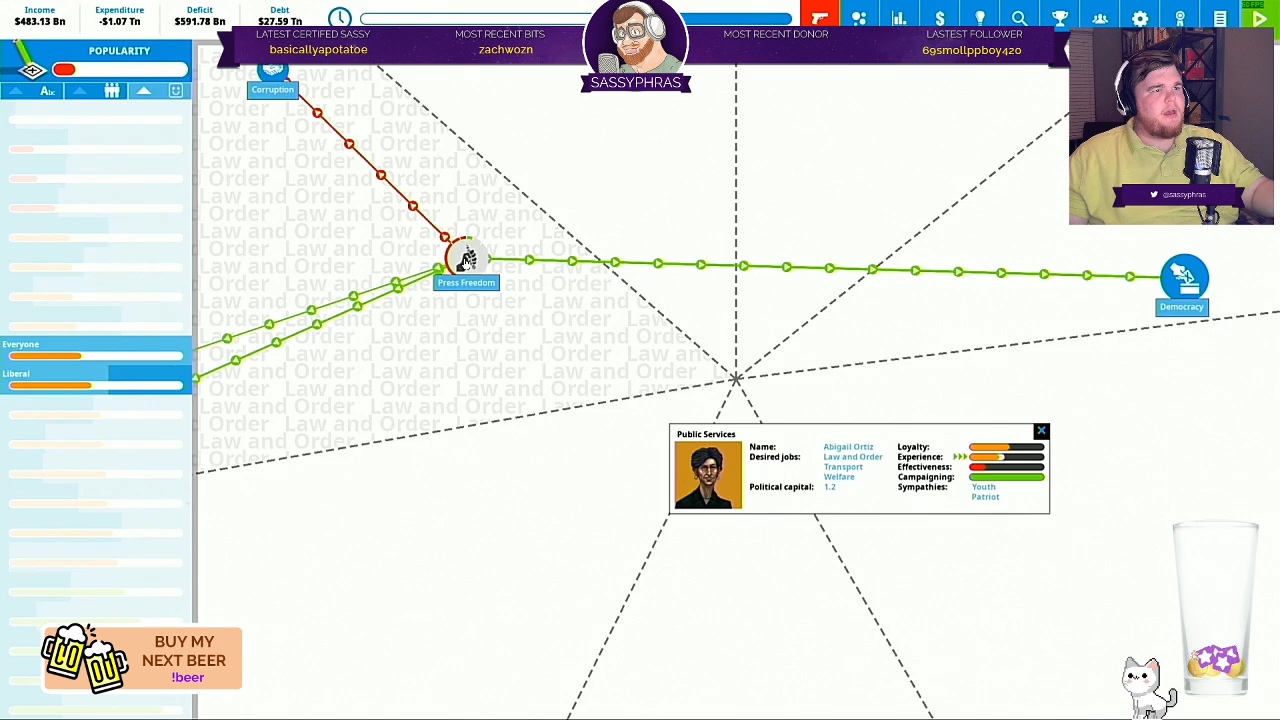 Income
$483.13 Bn
Expenditure
-$1.07 Tn
Deficit
$591.78 Bn
Debt
$27.59 Tn
LATEST CERTIFIED SASSY
basicallyapotatoe
MOST RECENT BITS
zachwozn
SASSYPHRAS
MOST RECENT DONOR
LASTEST FOLLOWER
69smollppboy420
POPULARITY
Everyone
Liberal
Corruption
Press Freedom
Democracy
Law and Order Law and Order
@sassyphras
Public Services
Name: Abigail Ortiz
Desired jobs: Law and Order
Transport
Welfare
Political capital: 1.2
Loyalty:
Experience:
Effectiveness:
Campaigning:
Sympathies: Youth
Patriot
BUY MY
NEXT BEER
!beer